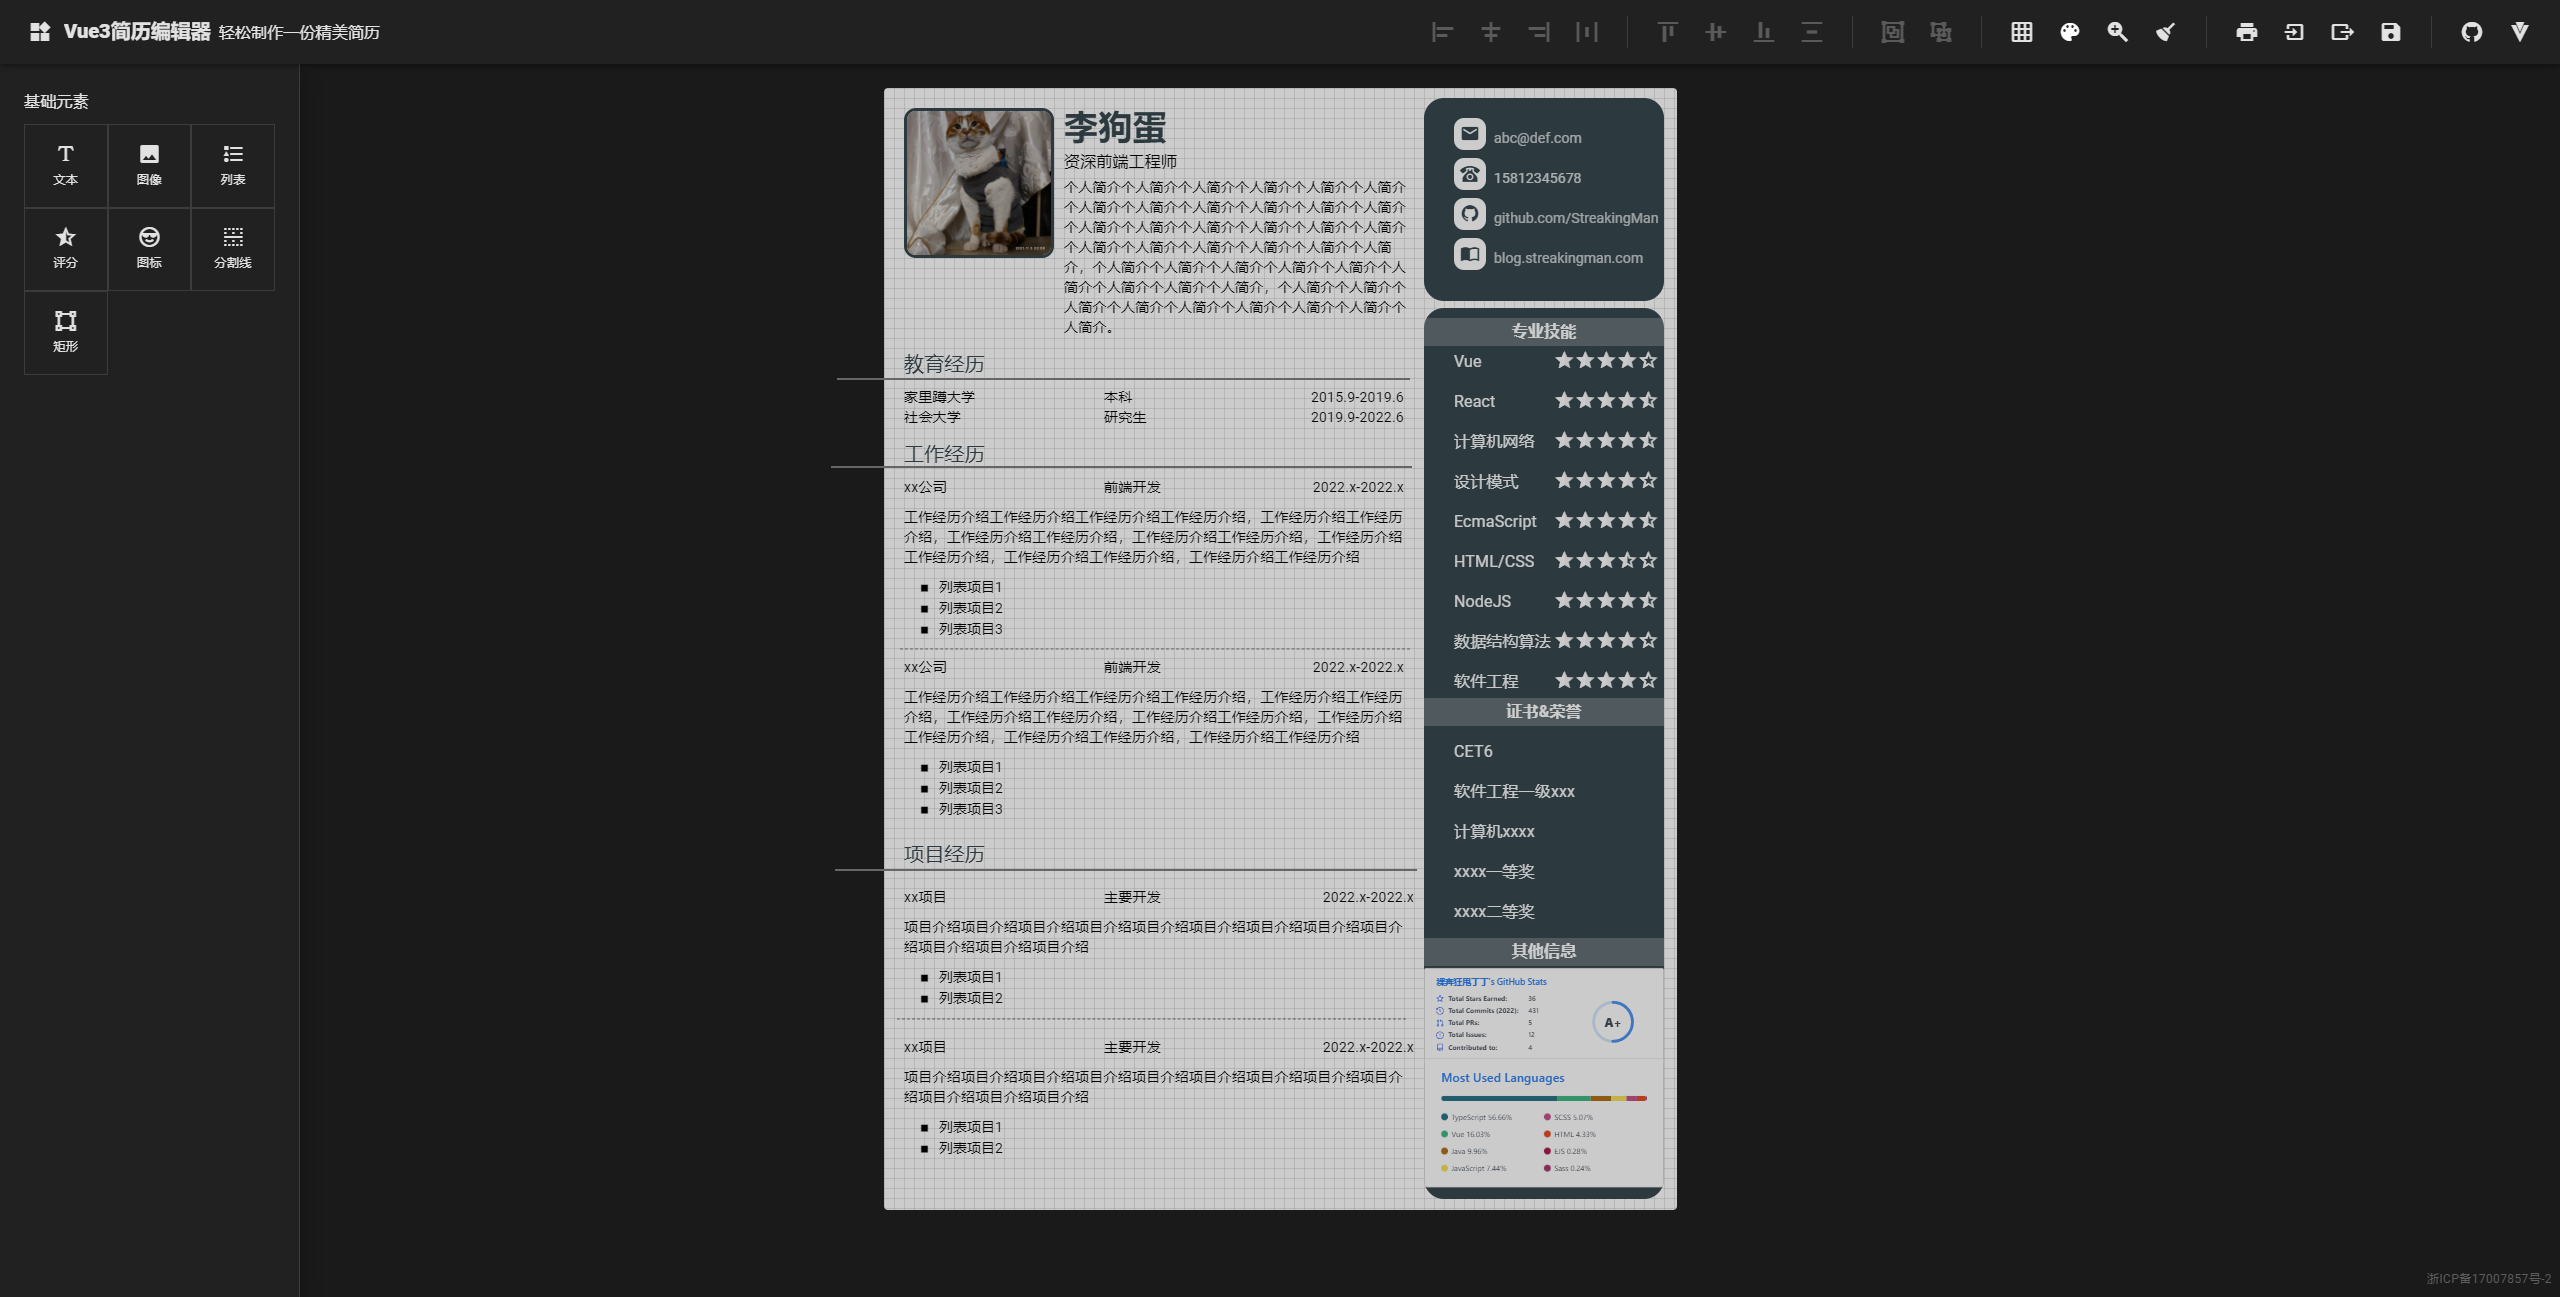 Vue3简历编辑器 轻松制作一份精美简历
基础元素
文本
图像
列表
评分
图标
分割线
矩形
李狗蛋
资深前端工程师
个人简介个人简介个人简介个人简介个人简介个人简介
个人简介个人简介个人简介个人简介个人简介个人简介
个人简介个人简介个人简介个人简介个人简介个人简介
个人简介个人简介个人简介个人简介个人简介个人简
介，个人简介个人简介个人简介个人简介个人简介个人
简介个人简介个人简介个人简介，个人简介个人简介个
人简介个人简介个人简介个人简介个人简介个人简介个
人简介。
教育经历
家里蹲大学 本科 2015.9-2019.6
社会大学 研究生 2019.9-2022.6
工作经历
xx公司 前端开发 2022.x-2022.x
工作经历介绍工作经历介绍工作经历介绍工作经历介绍，工作经历介绍工作经历
介绍，工作经历介绍工作经历介绍，工作经历介绍工作经历介绍，工作经历介绍
工作经历介绍，工作经历介绍工作经历介绍，工作经历介绍工作经历介绍
列表项目1
列表项目2
列表项目3
xx公司 前端开发 2022.x-2022.x
工作经历介绍工作经历介绍工作经历介绍工作经历介绍，工作经历介绍工作经历
介绍，工作经历介绍工作经历介绍，工作经历介绍工作经历介绍，工作经历介绍
工作经历介绍，工作经历介绍工作经历介绍，工作经历介绍工作经历介绍
列表项目1
列表项目2
列表项目3
项目经历
xx项目 主要开发 2022.x-2022.x
项目介绍项目介绍项目介绍项目介绍项目介绍项目介绍项目介绍项目介绍项目介
绍项目介绍项目介绍项目介绍
列表项目1
列表项目2
xx项目 主要开发 2022.x-2022.x
项目介绍项目介绍项目介绍项目介绍项目介绍项目介绍项目介绍项目介绍项目介
绍项目介绍项目介绍项目介绍
列表项目1
列表项目2
abc@def.com
15812345678
github.com/StreakingMan
blog.streakingman.com
专业技能
Vue
React
计算机网络
设计模式
EcmaScript
HTML/CSS
NodeJS
数据结构算法
软件工程
证书&荣誉
CET6
软件工程一级xxx
计算机xxxx
xxxx一等奖
xxxx二等奖
其他信息
裸奔狂甩丁丁's GitHub Stats
Total Stars Earned: 36
Total Commits (2022): 431
Total PRs: 5
Total Issues: 12
Contributed to: 4
A+
Most Used Languages
TypeScript 56.66% SCSS 5.07%
Vue 16.03% HTML 4.33%
Java 9.96% EJS 0.28%
JavaScript 7.44% Sass 0.24%
浙ICP备17007857号-2